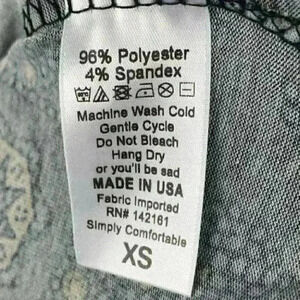 96% Polyester
4% Spandex
Machine Wash Cold
Gentle Cycle
Do Not Bleach
Hang Dry
or you'll be sad
MADE IN USA
Fabric Imported
RN# 142161
Simply Comfortable
XS